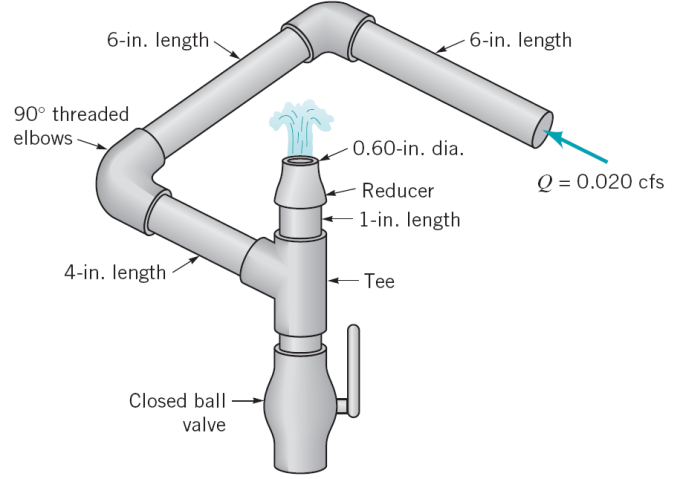 6-in. length
6-in. length
90° threaded
elbows
0.60-in. dia.
Q = 0.020 cfs
Reducer
1-in. length
4-in. length
Tee
Closed ball
valve